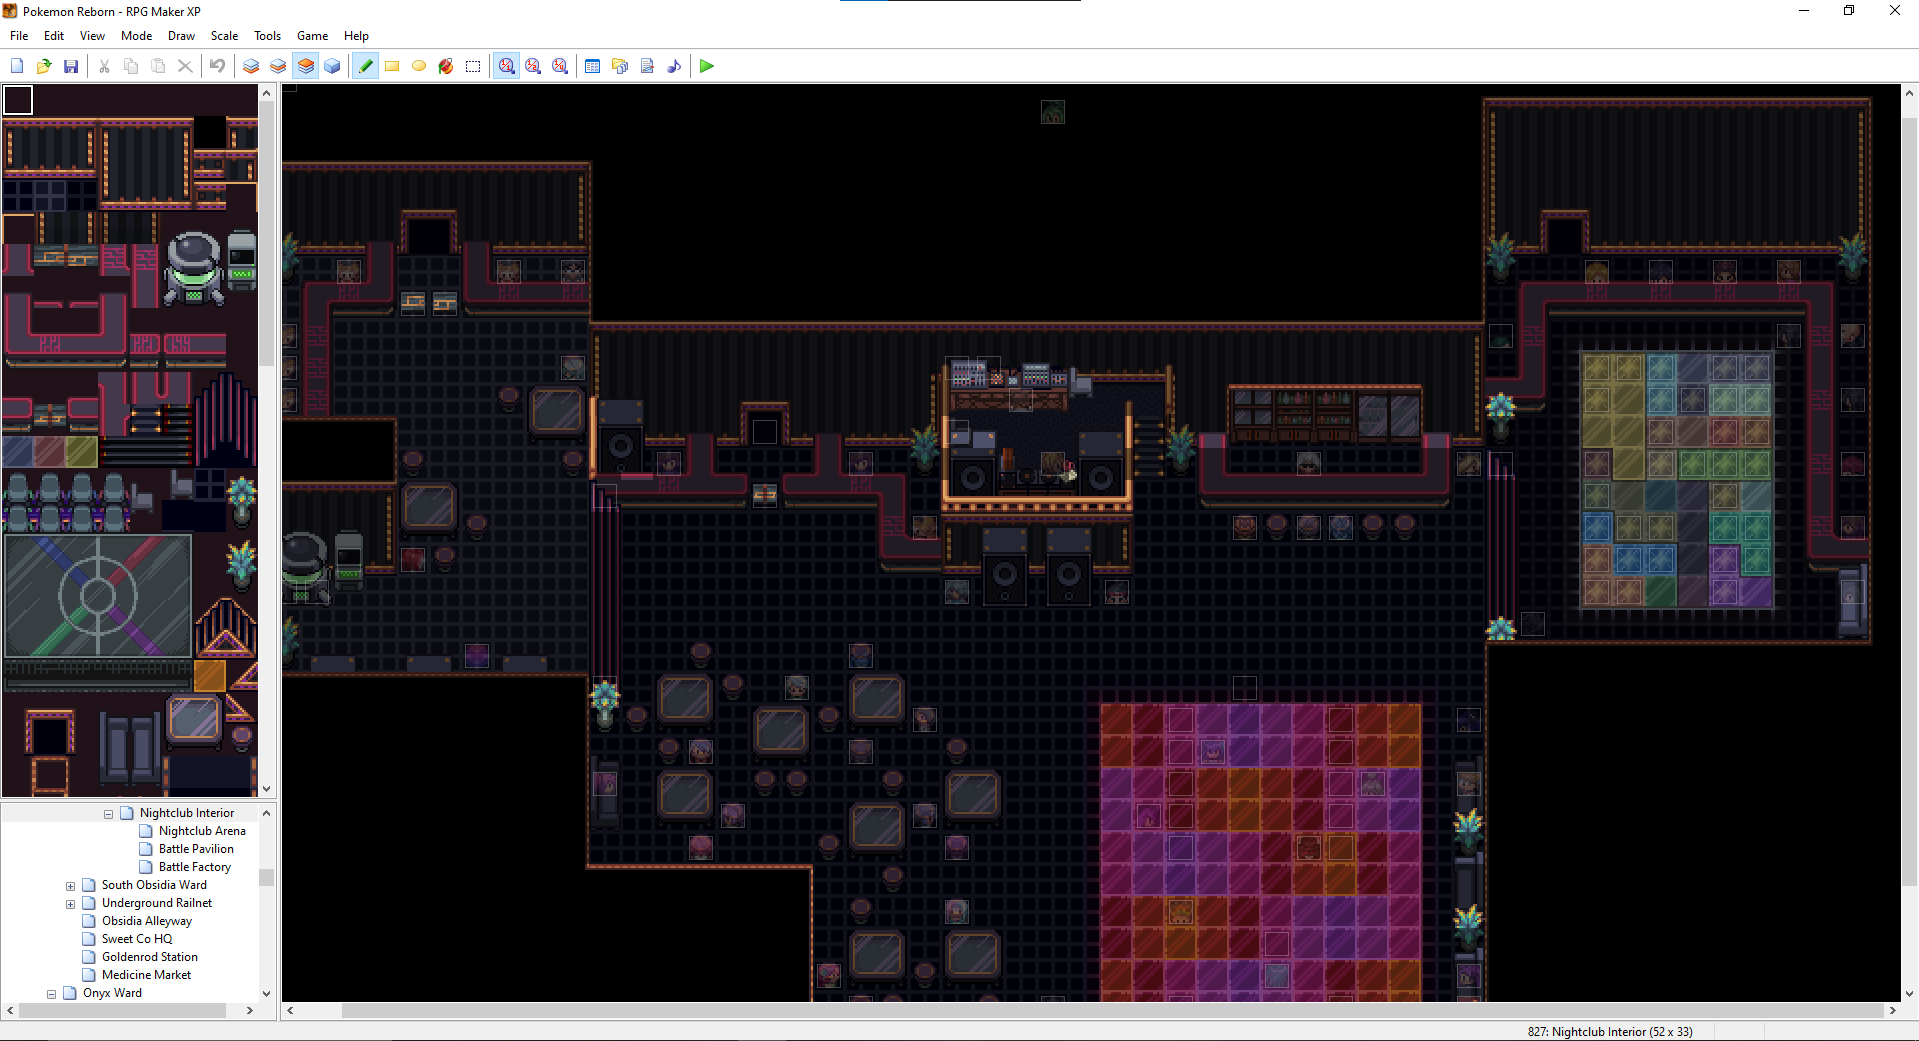 Pokemon Reborn - RPG Maker XP
File Edit View Mode Draw Scale Tools Game Help
Nightclub Interior
Nightclub Arena
Battle Pavilion
Battle Factory
South Obsidia Ward
Underground Railnet
Obsidia Alleyway
Sweet Co HQ
Goldenrod Station
Medicine Market
Onyx Ward
827: Nightclub Interior (52 x 33)